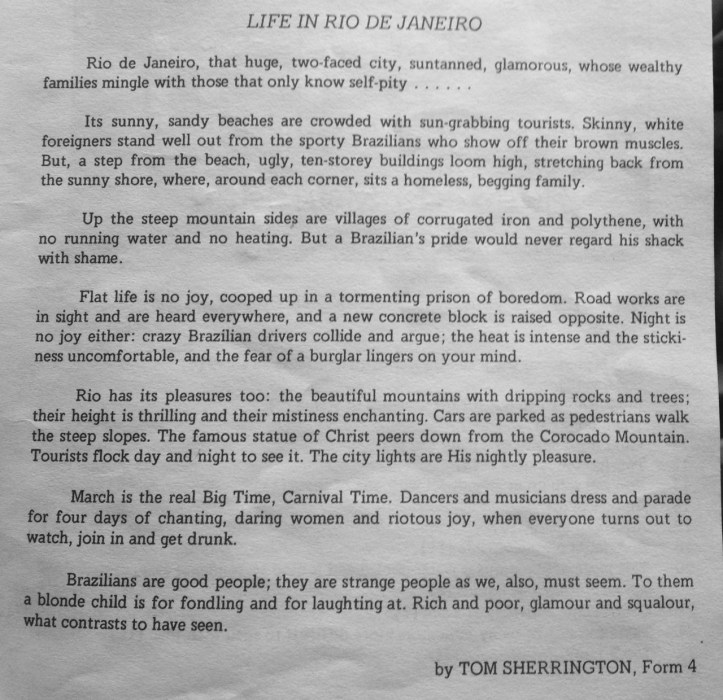 LIFE IN RIO DE JANEIRO
Rio de Janeiro, that huge, two-faced city, suntanned, glamorous, whose wealthy
families mingle with those that only know self-pity . . . . . .
Its sunny, sandy beaches are crowded with sun-grabbing tourists. Skinny, white
foreigners stand well out from the sporty Brazilians who show off their brown muscles.
But, a step from the beach, ugly, ten-storey buildings loom high, stretching back from
the sunny shore, where, around each corner, sits a homeless, begging family.
Up the steep mountain sides are villages of corrugated iron and polythene, with
no running water and no heating. But a Brazilian's pride would never regard his shack
with shame.
Flat life is no joy, cooped up in a tormenting prison of boredom. Road works are
in sight and are heard everywhere, and a new concrete block is raised opposite. Night is
no joy either: crazy Brazilian drivers collide and argue; the heat is intense and the sticki-
ness uncomfortable, and the fear of a burglar lingers on your mind.
Rio has its pleasures too: the beautiful mountains with dripping rocks and trees;
their height is thrilling and their mistiness enchanting. Cars are parked as pedestrians walk
the steep slopes. The famous statue of Christ peers down from the Corocado Mountain.
Tourists flock day and night to see it. The city lights are His nightly pleasure.
March is the real Big Time, Carnival Time. Dancers and musicians dress and parade
for four days of chanting, daring women and riotous joy, when everyone turns out to
watch, join in and get drunk.
Brazilians are good people; they are strange people as we, also, must seem. To them
a blonde child is for fondling and for laughing at. Rich and poor, glamour and squalour,
what contrasts to have seen.
by TOM SHERRINGTON, Form 4